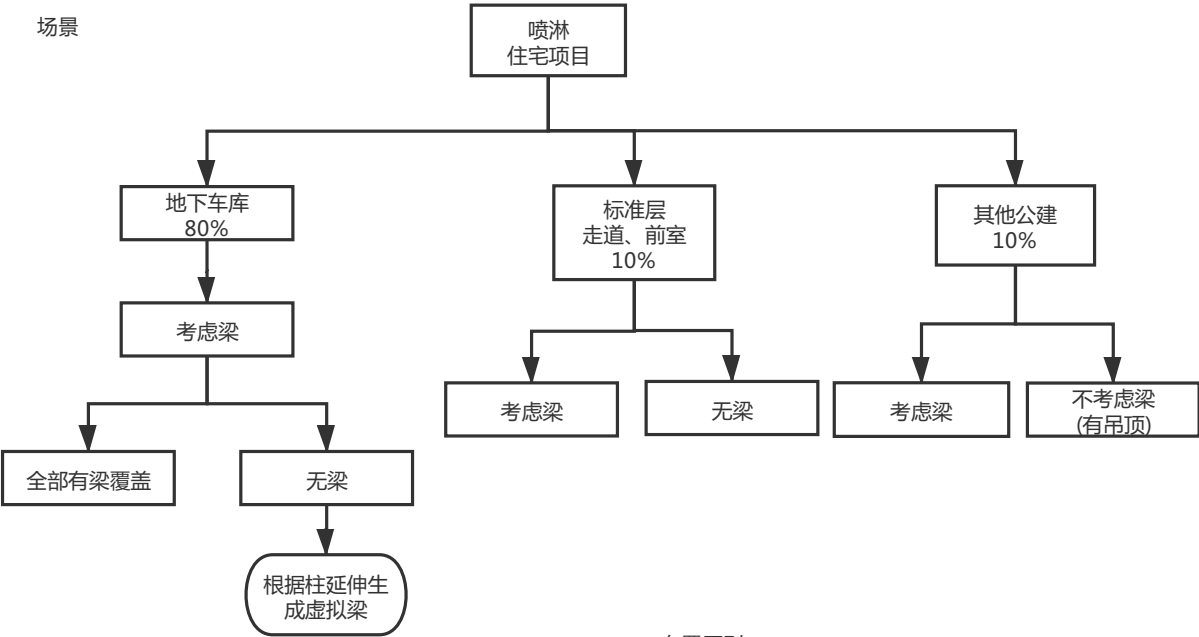 场景
喷淋
住宅项目
地下车库
80%
标准层
走道、前室
10%
其他公建
10%
考虑梁
考虑梁
无梁
考虑梁
不考虑梁
(有吊顶)
全部有梁覆盖
无梁
根据柱延伸生
成虚拟梁